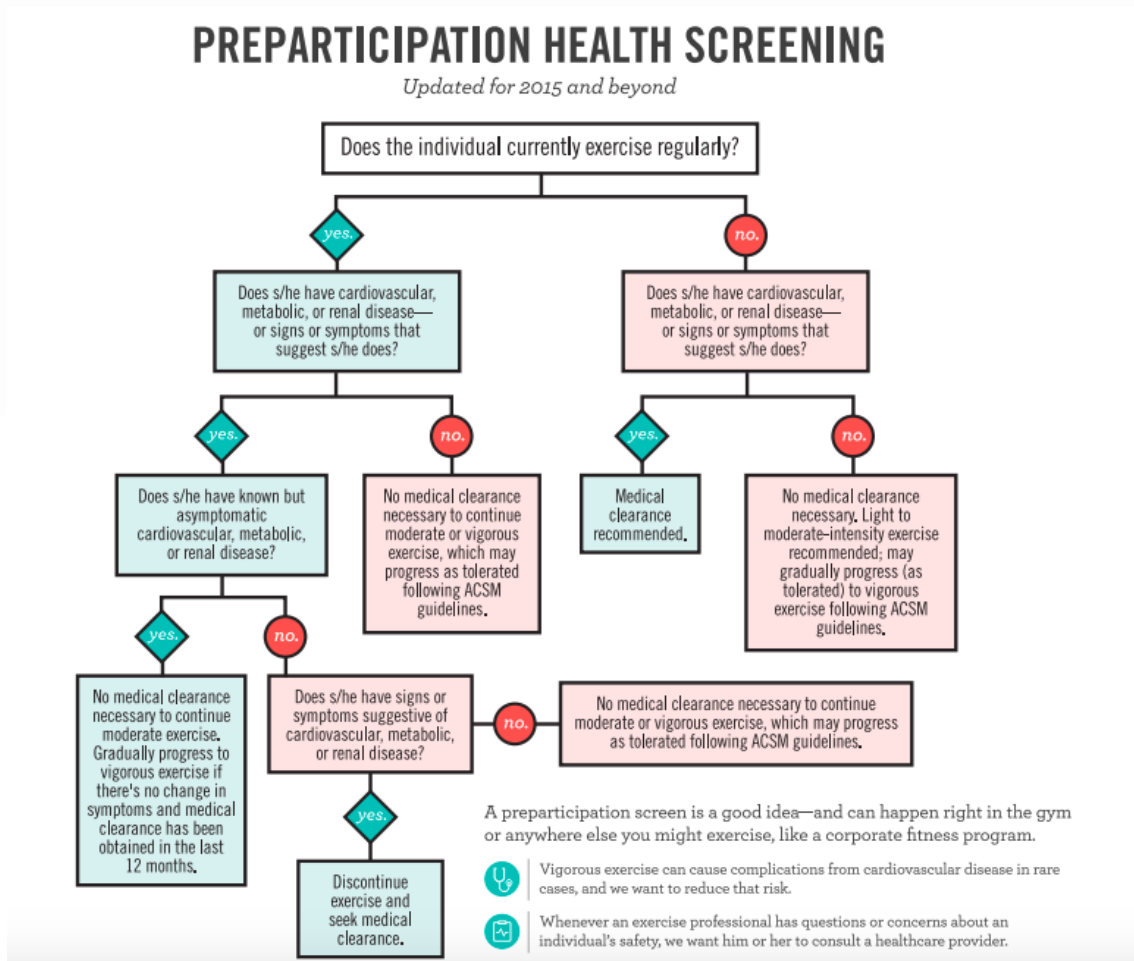 PREPARTICIPATION HEALTH SCREENING
Updated for 2015 and beyond
Does the individual currently exercise regularly?
yes.
no.
Does s/he have cardiovascular,
metabolic, or renal disease—
or signs or symptoms that
suggest s/he does?
Does s/he have cardiovascular,
metabolic, or renal disease—
or signs or symptoms that
suggest s/he does?
yes.
no.
yes.
no.
Does s/he have known but
asymptomatic
cardiovascular, metabolic,
or renal disease?
No medical clearance
necessary to continue
moderate or vigorous
exercise, which may
progress as tolerated
following ACSM
guidelines.
Medical
clearance
recommended.
No medical clearance
necessary. Light to
moderate-intensity exercise
recommended; may
gradually progress (as
tolerated) to vigorous
exercise following ACSM
guidelines.
yes.
no.
No medical clearance
necessary to continue
moderate exercise.
Gradually progress to
vigorous exercise if
there's no change in
symptoms and medical
clearance has been
obtained in the last
12 months.
Does s/he have signs or
symptoms suggestive of
cardiovascular, metabolic,
or renal disease?
no.
No medical clearance necessary to continue
moderate or vigorous exercise, which may progress
as tolerated following ACSM guidelines.
yes.
Discontinue
exercise and
seek medical
clearance.
A preparticipation screen is a good idea—and can happen right in the gym
or anywhere else you might exercise, like a corporate fitness program.
Vigorous exercise can cause complications from cardiovascular disease in rare
cases, and we want to reduce that risk.
Whenever an exercise professional has questions or concerns about an
individual's safety, we want him or her to consult a healthcare provider.